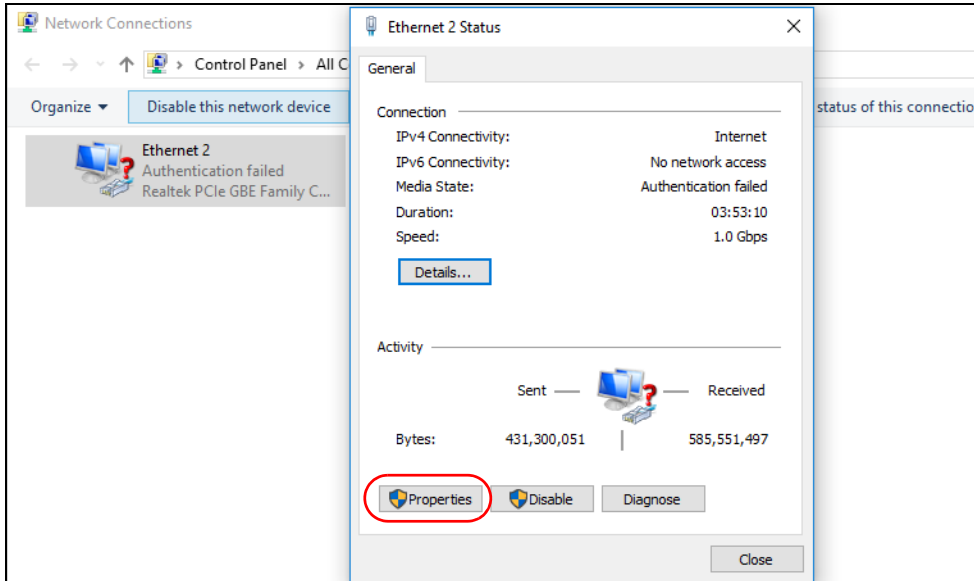 Network Connections
Control Panel > All C
Organize
Disable this network device
status of this connectio
Ethernet 2
Authentication failed
Realtek PCIe GBE Family C...
Ethernet 2 Status
General
Connection
IPv4 Connectivity: Internet
IPv6 Connectivity: No network access
Media State: Authentication failed
Duration: 03:53:10
Speed: 1.0 Gbps
Details...
Activity
Sent — — Received
Bytes: 431,300,051 | 585,551,497
Properties Disable Diagnose
Close